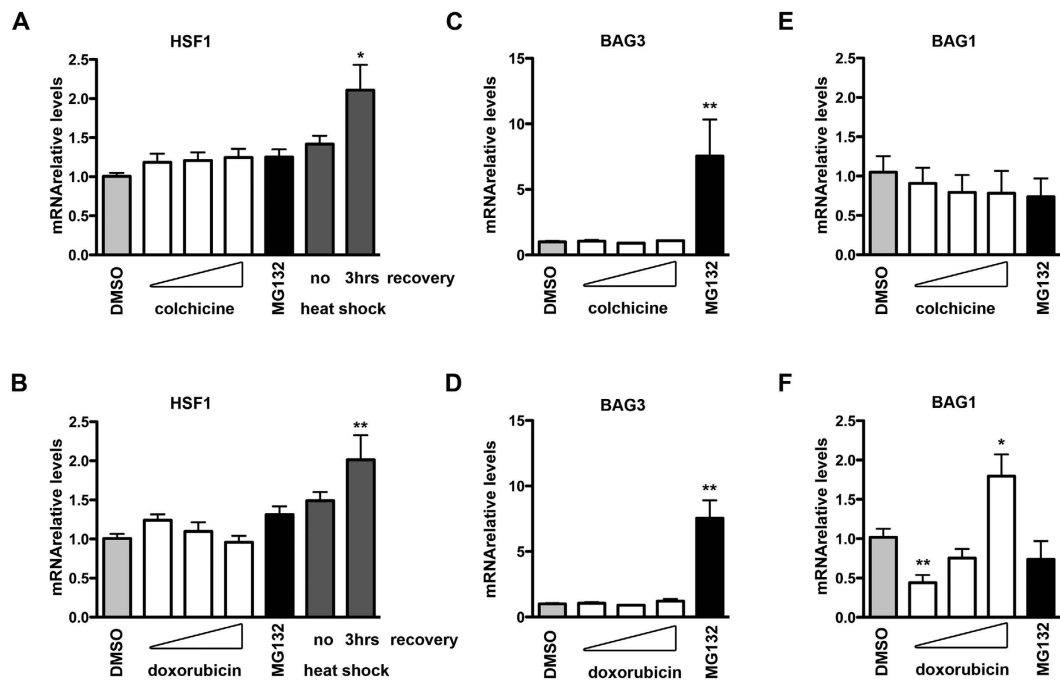 A
HSF1
mRNArelative levels
2.5
2.0
1.5
1.0
0.5
0.0
*
DMSO
colchicine
MG132
no 3hrs recovery
heat shock
C
BAG3
mRNArelative levels
15
10
5
0
**
DMSO
colchicine
MG132
E
BAG1
mRNArelative levels
2.5
2.0
1.5
1.0
0.5
0.0
DMSO
colchicine
MG132
B
HSF1
mRNArelative levels
2.5
2.0
1.5
1.0
0.5
0.0
**
DMSO
doxorubicin
MG132
no 3hrs recovery
heat shock
D
BAG3
mRNArelative levels
15
10
5
0
**
DMSO
doxorubicin
MG132
F
BAG1
mRNArelative levels
2.5
2.0
1.5
1.0
0.5
0.0
**
*
DMSO
doxorubicin
MG132